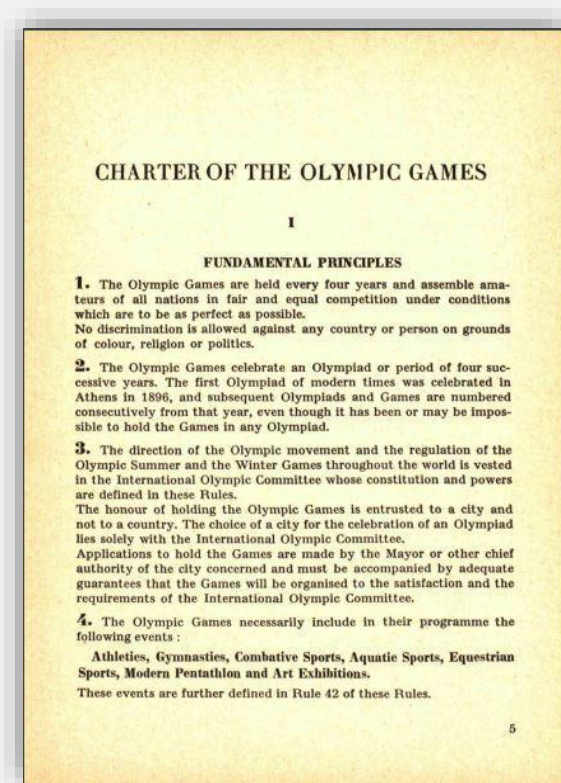 CHARTER OF THE OLYMPIC GAMES
I
FUNDAMENTAL PRINCIPLES
1. The Olympic Games are held every four years and assemble ama-
teurs of all nations in fair and equal competition under conditions
which are to be as perfect as possible.
No discrimination is allowed against any country or person on grounds
of colour, religion or politics.
2. The Olympic Games celebrate an Olympiad or period of four suc-
cessive years. The first Olympiad of modern times was celebrated in
Athens in 1896, and subsequent Olympiads and Games are numbered
consecutively from that year, even though it has been or may be impos-
sible to hold the Games in any Olympiad.
3. The direction of the Olympic movement and the regulation of the
Olympic Summer and the Winter Games throughout the world is vested
in the International Olympic Committee whose constitution and powers
are defined in these Rules.
The honour of holding the Olympic Games is entrusted to a city and
not to a country. The choice of a city for the celebration of an Olympiad
lies solely with the International Olympic Committee.
Applications to hold the Games are made by the Mayor or other chief
authority of the city concerned and must be accompanied by adequate
guarantees that the Games will be organised to the satisfaction and the
requirements of the International Olympic Committee.
4. The Olympic Games necessarily include in their programme the
following events :
Athletics, Gymnastics, Combative Sports, Aquatic Sports, Equestrian
Sports, Modern Pentathlon and Art Exhibitions.
These events are further defined in Rule 42 of these Rules.
5